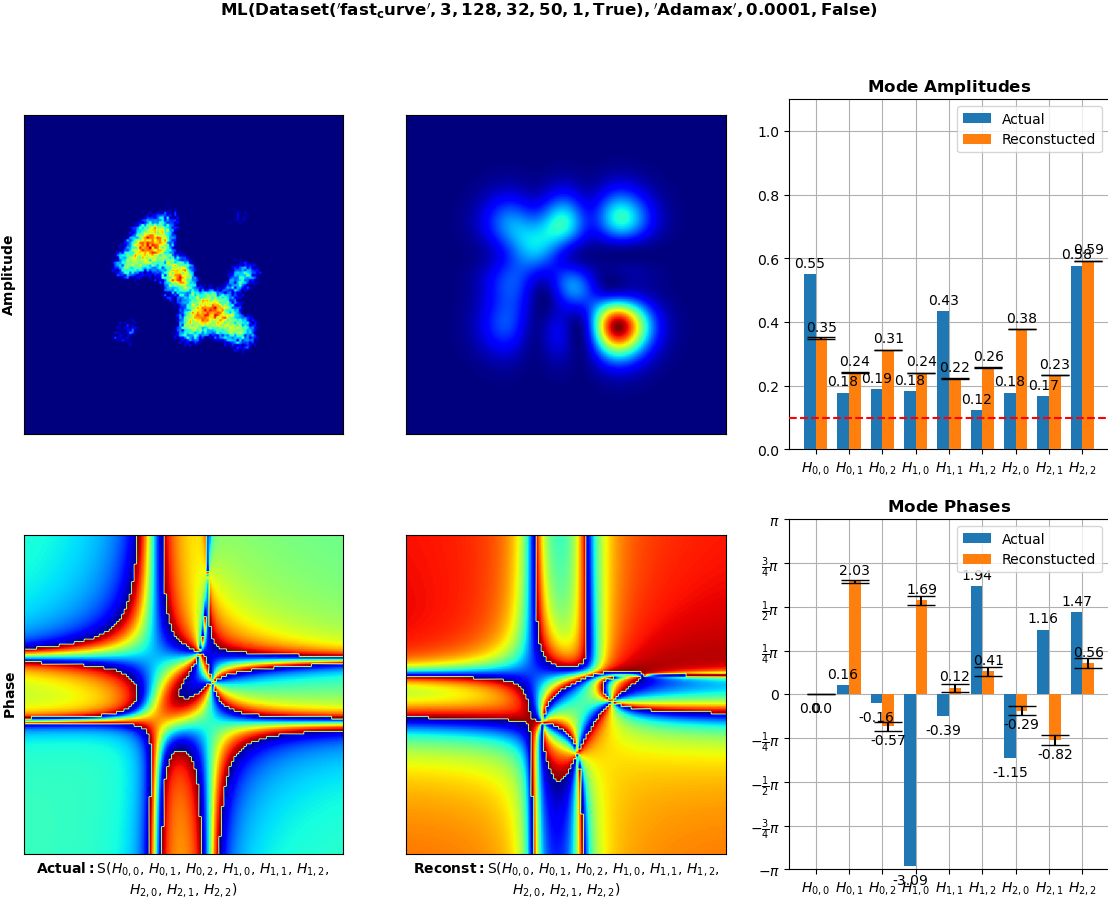 ML(Dataset('fast_curve', 3, 128, 32, 50, 1, True), 'Adamax', 0.0001, False)
Amplitude
Mode Amplitudes
Actual
Reconstucted
1.0
0.8
0.6
0.4
0.2
0.0
0.55
0.35
0.18
0.24
0.19
0.31
0.18
0.24
0.43
0.22
0.12
0.26
0.18
0.38
0.17
0.23
0.58
0.59
H0,0 H0,1 H0,2 H1,0 H1,1 H1,2 H2,0 H2,1 H2,2
Phase
Mode Phases
Actual
Reconstucted
π
3/4π
1/2π
1/4π
0
−1/4π
−1/2π
−3/4π
−π
0.0
0.0
0.16
2.03
-0.16
-0.57
-3.09
1.69
-0.39
0.12
1.94
0.41
-1.15
-0.29
1.16
-0.82
1.47
0.56
H0,0 H0,1 H0,2 H1,0 H1,1 H1,2 H2,0 H2,1 H2,2
Actual: S(H0,0, H0,1, H0,2, H1,0, H1,1, H1,2,
H2,0, H2,1, H2,2)
Reconst: S(H0,0, H0,1, H0,2, H1,0, H1,1, H1,2,
H2,0, H2,1, H2,2)